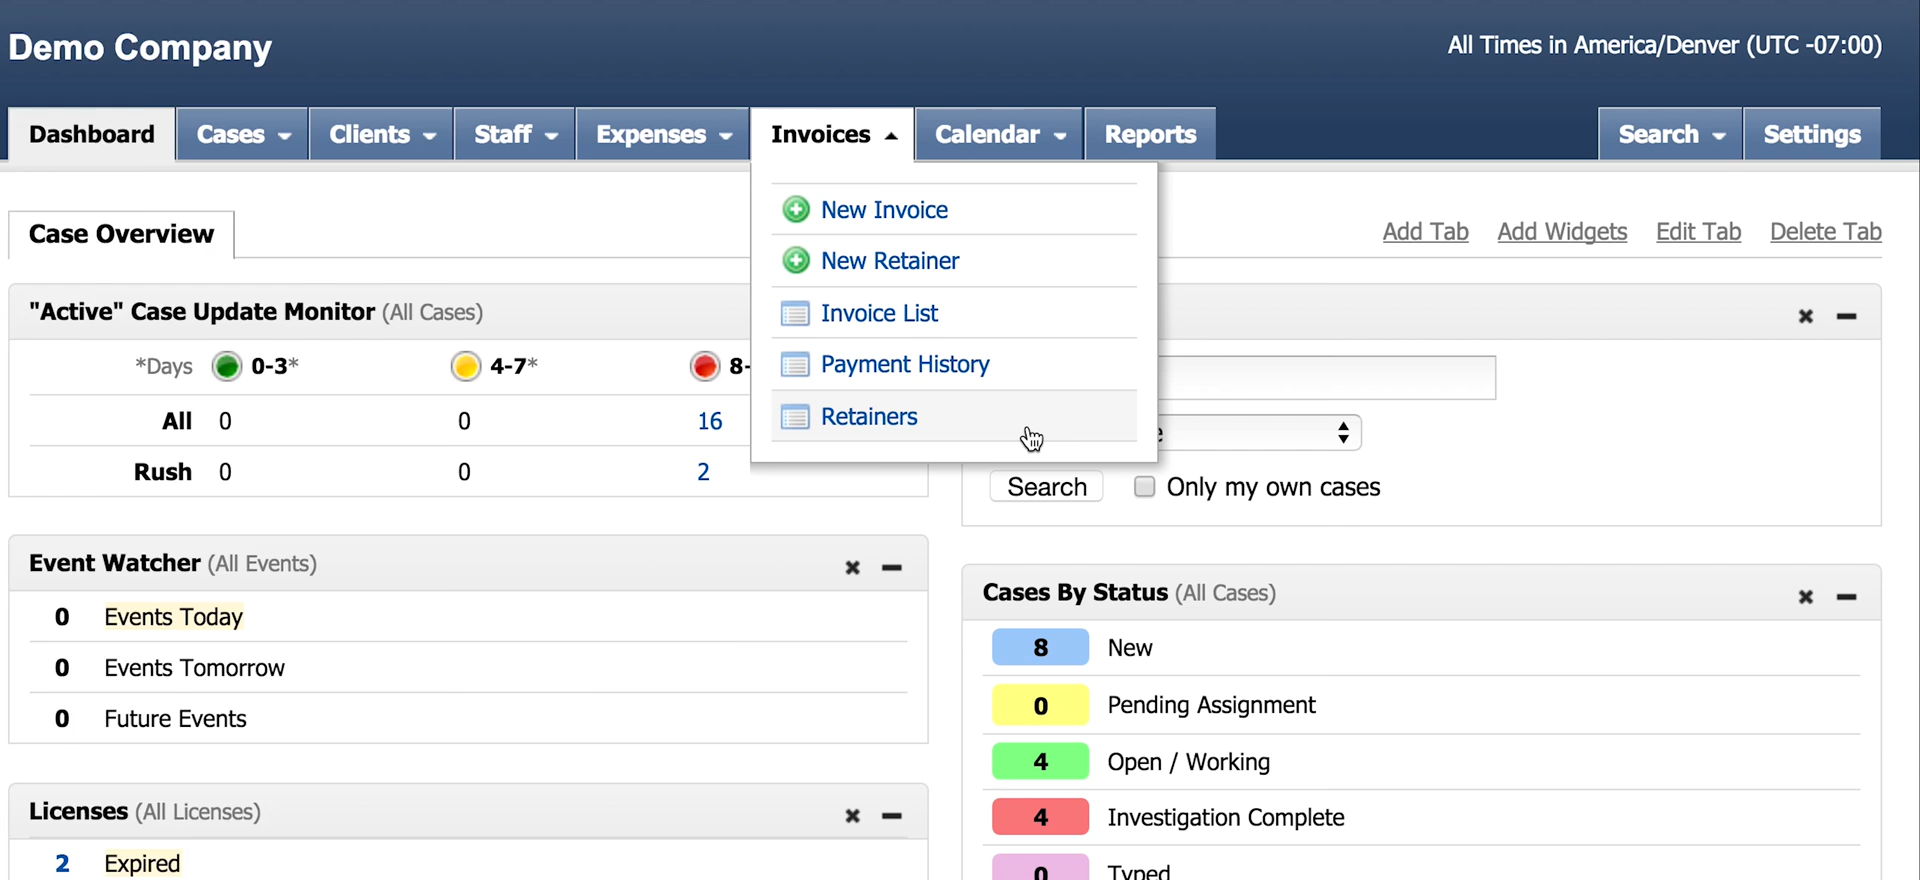 Demo Company
All Times in America/Denver (UTC -07:00)
Dashboard Cases Clients Staff Expenses Invoices Calendar Reports Search Settings
New Invoice
New Retainer
Invoice List
Payment History
Retainers
Case Overview
Add Tab Add Widgets Edit Tab Delete Tab
"Active" Case Update Monitor (All Cases)
*Days 0-3* 4-7* 8-
All 0 0 16
Rush 0 0 2
Search Only my own cases
Event Watcher (All Events)
0 Events Today
0 Events Tomorrow
0 Future Events
Licenses (All Licenses)
2 Expired
Cases By Status (All Cases)
8 New
0 Pending Assignment
4 Open / Working
4 Investigation Complete
0 Typed